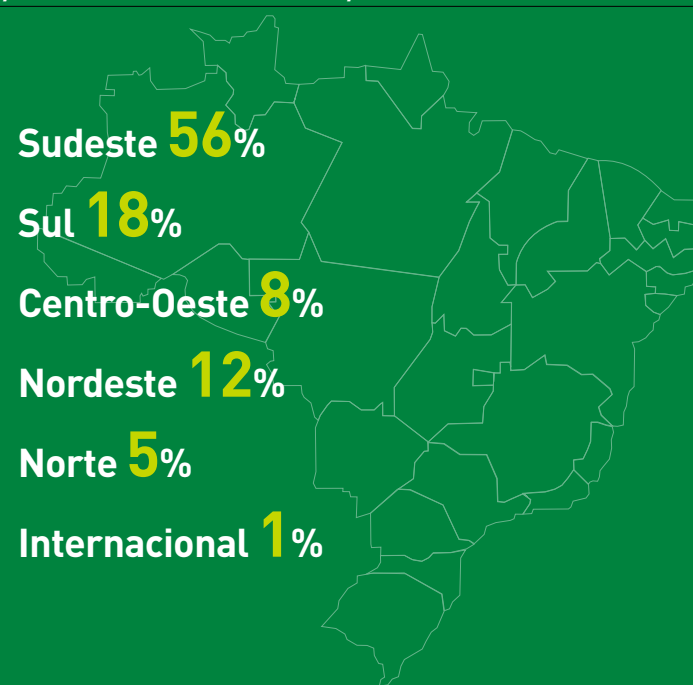 Sudeste 56%
Sul 18%
Centro-Oeste 8%
Nordeste 12%
Norte 5%
Internacional 1%